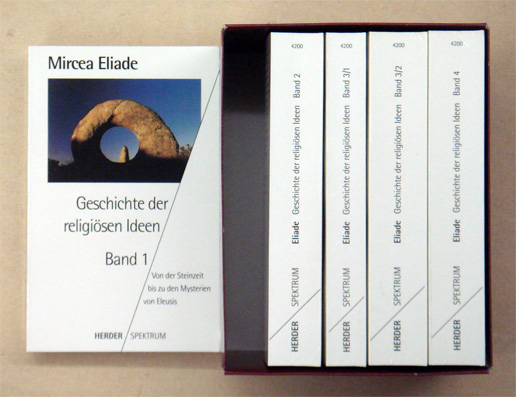 Mircea Eliade
Geschichte der
religiösen Ideen
Band 1
Von der Steinzeit
bis zu den Mysterien
von Eleusis
HERDER / SPEKTRUM
4200
HERDER / SPEKTRUM Eliade Geschichte der religiösen Ideen Band 2
4200
HERDER / SPEKTRUM Eliade Geschichte der religiösen Ideen Band 3/1
4200
HERDER / SPEKTRUM Eliade Geschichte der religiösen Ideen Band 3/2
4200
HERDER / SPEKTRUM Eliade Geschichte der religiösen Ideen Band 4